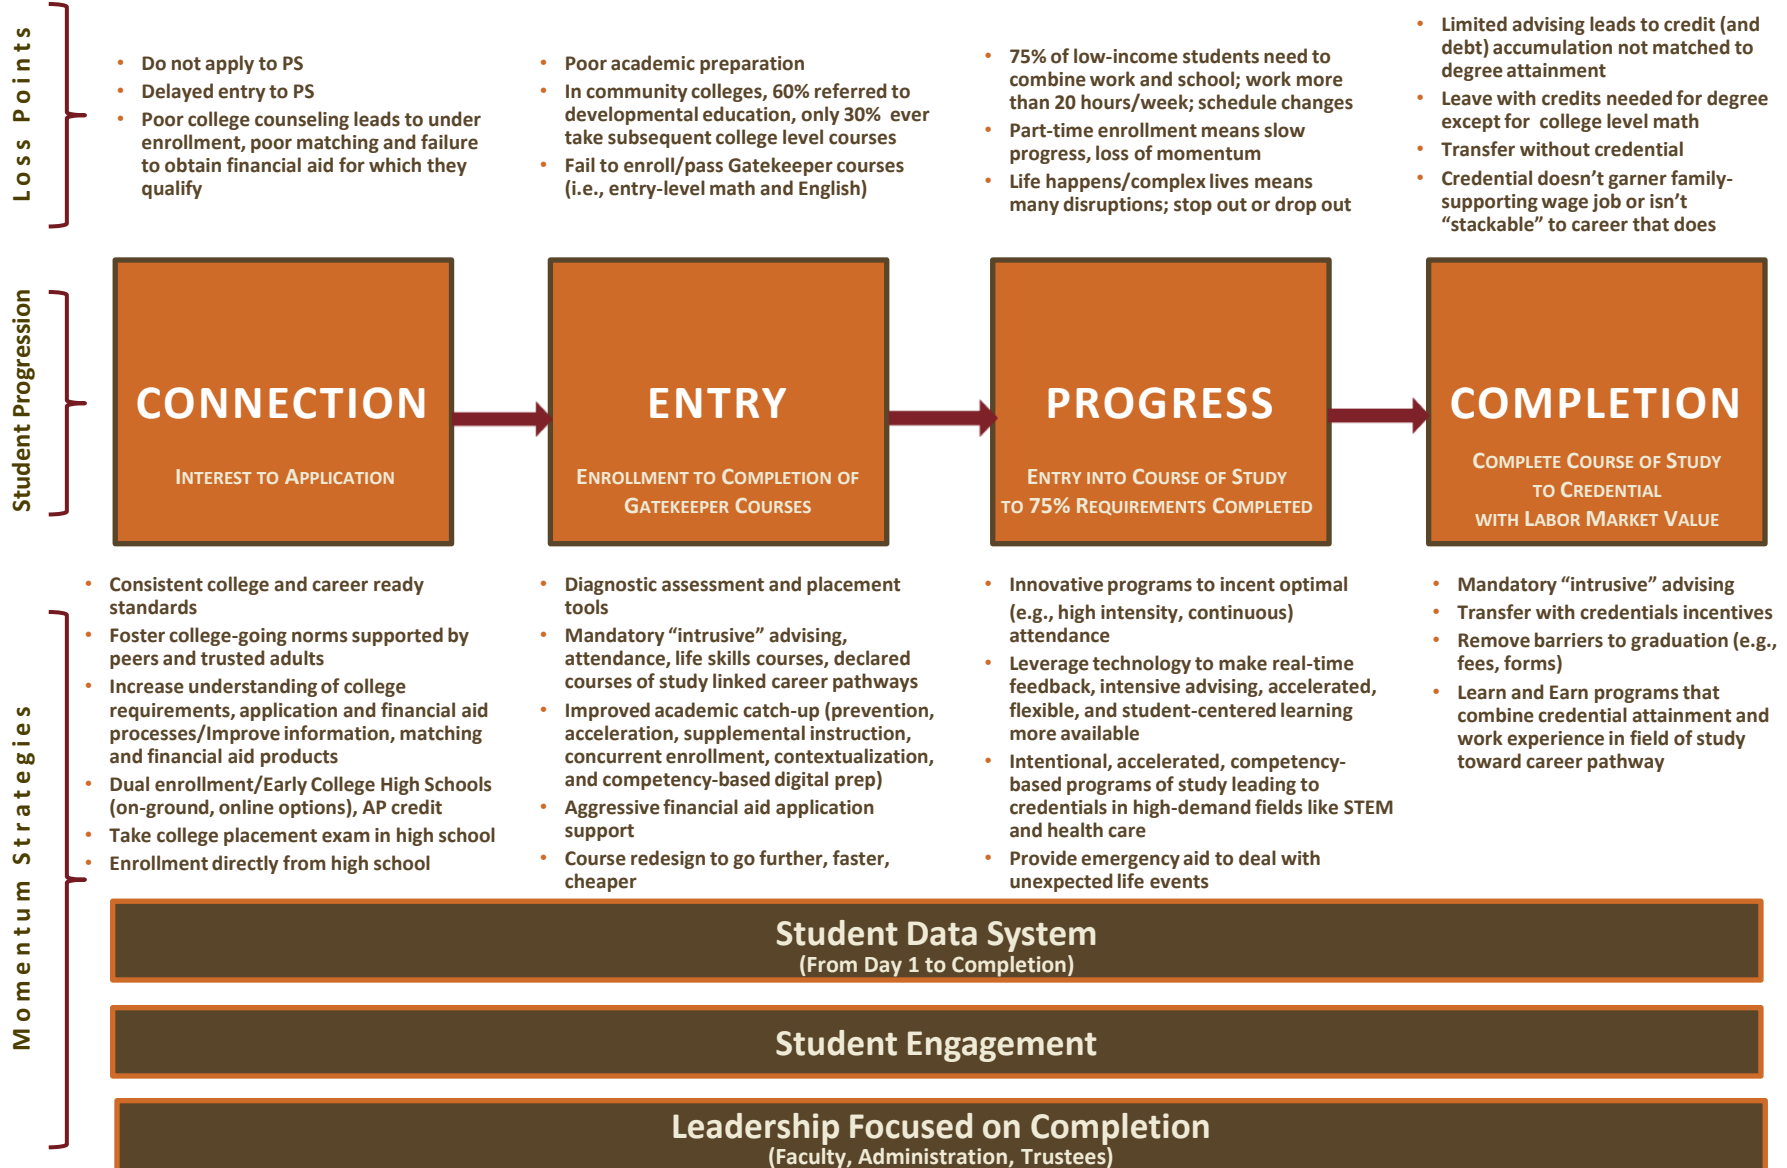 Loss Points
• Do not apply to PS
• Delayed entry to PS
• Poor college counseling leads to under
enrollment, poor matching and failure
to obtain financial aid for which they
qualify
• Poor academic preparation
• In community colleges, 60% referred to
developmental education, only 30% ever
take subsequent college level courses
• Fail to enroll/pass Gatekeeper courses
(i.e., entry-level math and English)
• 75% of low-income students need to
combine work and school; work more
than 20 hours/week; schedule changes
• Part-time enrollment means slow
progress, loss of momentum
• Life happens/complex lives means
many disruptions; stop out or drop out
• Limited advising leads to credit (and
debt) accumulation not matched to
degree attainment
• Leave with credits needed for degree
except for college level math
• Transfer without credential
• Credential doesn’t garner family-
supporting wage job or isn’t
“stackable” to career that does
Student Progression
CONNECTION
INTEREST TO APPLICATION
ENTRY
ENROLLMENT TO COMPLETION OF
GATEKEEPER COURSES
PROGRESS
ENTRY INTO COURSE OF STUDY
TO 75% REQUIREMENTS COMPLETED
COMPLETION
COMPLETE COURSE OF STUDY
TO CREDENTIAL
WITH LABOR MARKET VALUE
Momentum Strategies
• Consistent college and career ready
standards
• Foster college-going norms supported by
peers and trusted adults
• Increase understanding of college
requirements, application and financial aid
processes/Improve information, matching
and financial aid products
• Dual enrollment/Early College High Schools
(on-ground, online options), AP credit
• Take college placement exam in high school
• Enrollment directly from high school
• Diagnostic assessment and placement
tools
• Mandatory “intrusive” advising,
attendance, life skills courses, declared
courses of study linked career pathways
• Improved academic catch-up (prevention,
acceleration, supplemental instruction,
concurrent enrollment, contextualization,
and competency-based digital prep)
• Aggressive financial aid application
support
• Course redesign to go further, faster,
cheaper
• Innovative programs to incent optimal
(e.g., high intensity, continuous)
attendance
• Leverage technology to make real-time
feedback, intensive advising, accelerated,
flexible, and student-centered learning
more available
• Intentional, accelerated, competency-
based programs of study leading to
credentials in high-demand fields like STEM
and health care
• Provide emergency aid to deal with
unexpected life events
• Mandatory “intrusive” advising
• Transfer with credentials incentives
• Remove barriers to graduation (e.g.,
fees, forms)
• Learn and Earn programs that
combine credential attainment and
work experience in field of study
toward career pathway
Student Data System
(From Day 1 to Completion)
Student Engagement
Leadership Focused on Completion
(Faculty, Administration, Trustees)